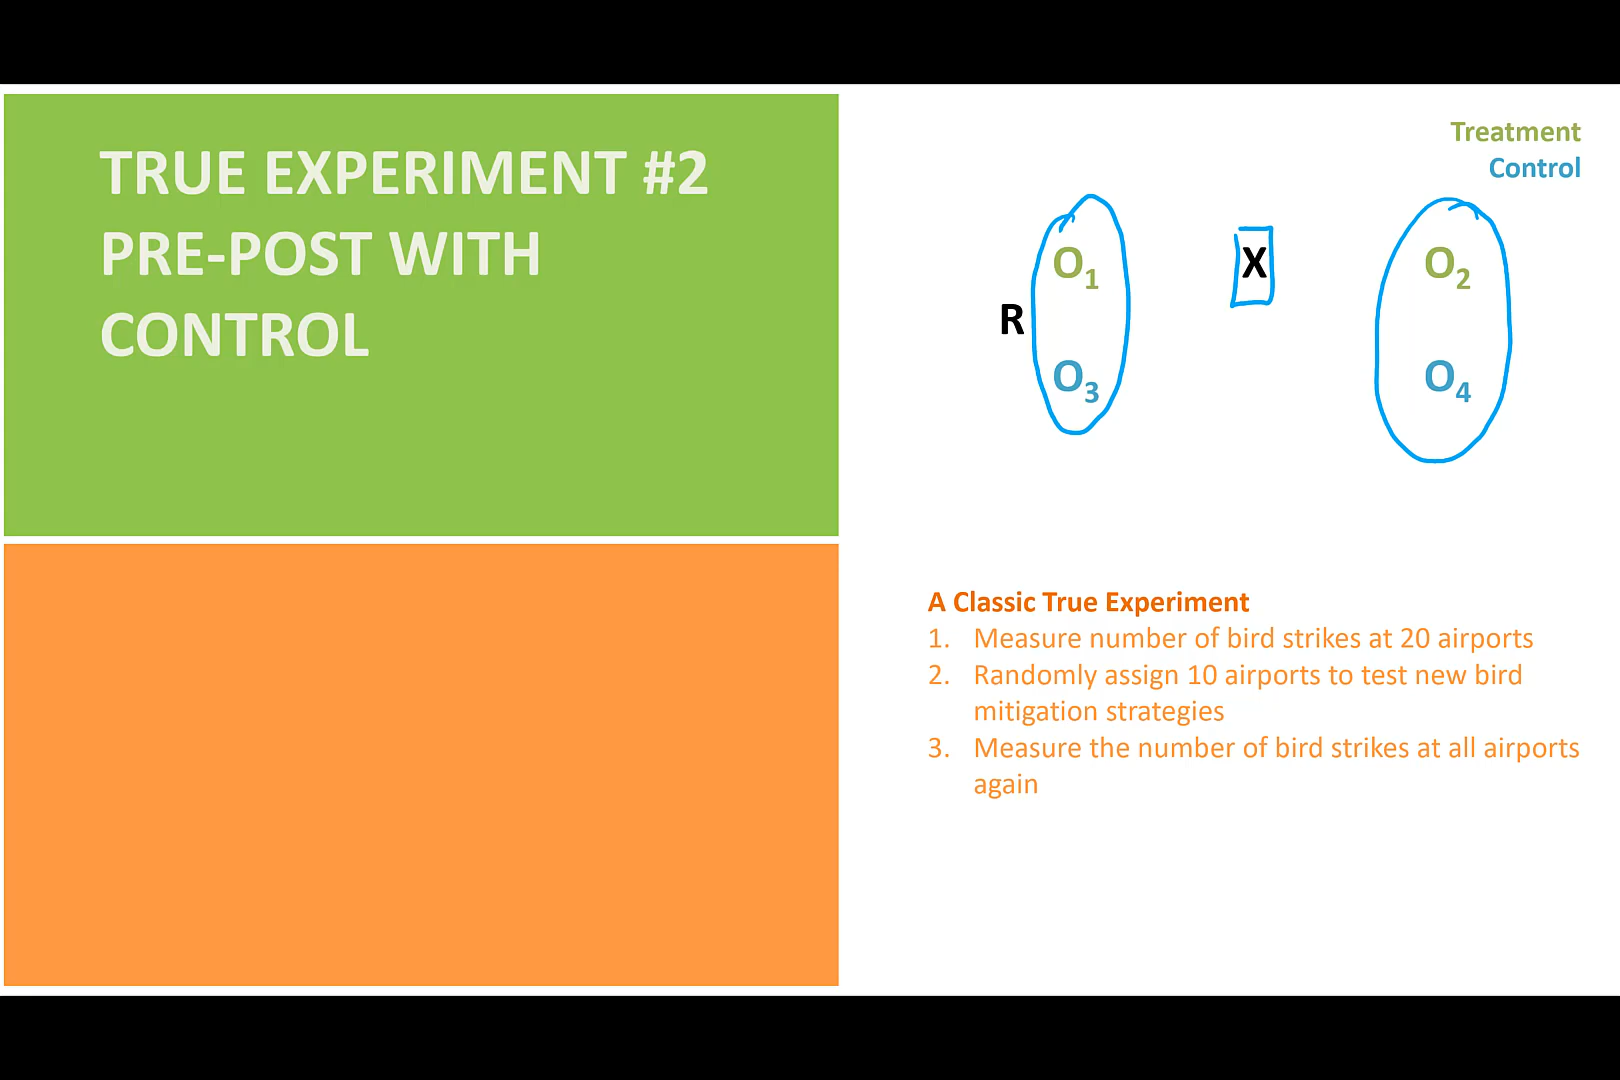 TRUE EXPERIMENT #2
PRE-POST WITH
CONTROL
Treatment
Control
O1 X O2
R
O3 O4
A Classic True Experiment
1. Measure number of bird strikes at 20 airports
2. Randomly assign 10 airports to test new bird
mitigation strategies
3. Measure the number of bird strikes at all airports
again